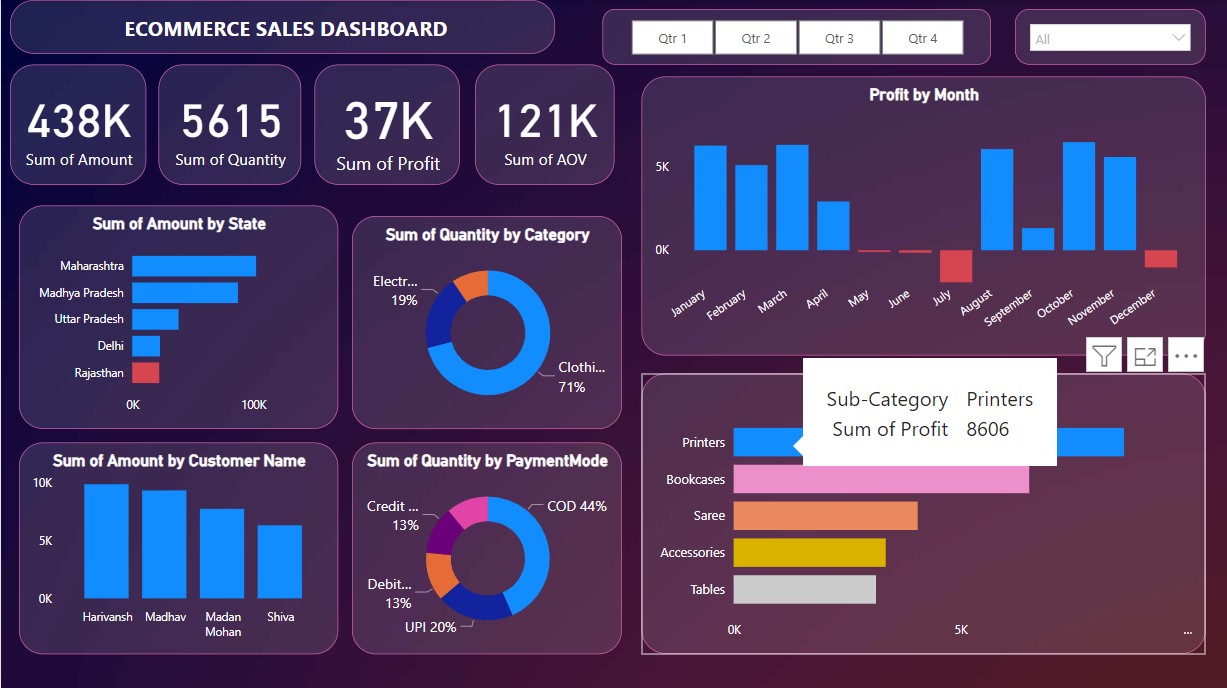 ECOMMERCE SALES DASHBOARD
Qtr 1
Qtr 2
Qtr 3
Qtr 4
All
438K
Sum of Amount
5615
Sum of Quantity
37K
Sum of Profit
121K
Sum of AOV
Profit by Month
5K
0K
January
February
March
April
May
June
July
August
September
October
November
December
Sum of Amount by State
Maharashtra
Madhya Pradesh
Uttar Pradesh
Delhi
Rajasthan
0K
100K
Sum of Quantity by Category
Electr...
19%
Clothi...
71%
Sum of Amount by Customer Name
10K
5K
0K
Harivansh
Madhav
Madan
Mohan
Shiva
Sum of Quantity by PaymentMode
Credit ...
13%
COD 44%
Debit...
13%
UPI 20%
Sub-Category Printers
Sum of Profit 8606
Printers
Bookcases
Saree
Accessories
Tables
0K
5K
...